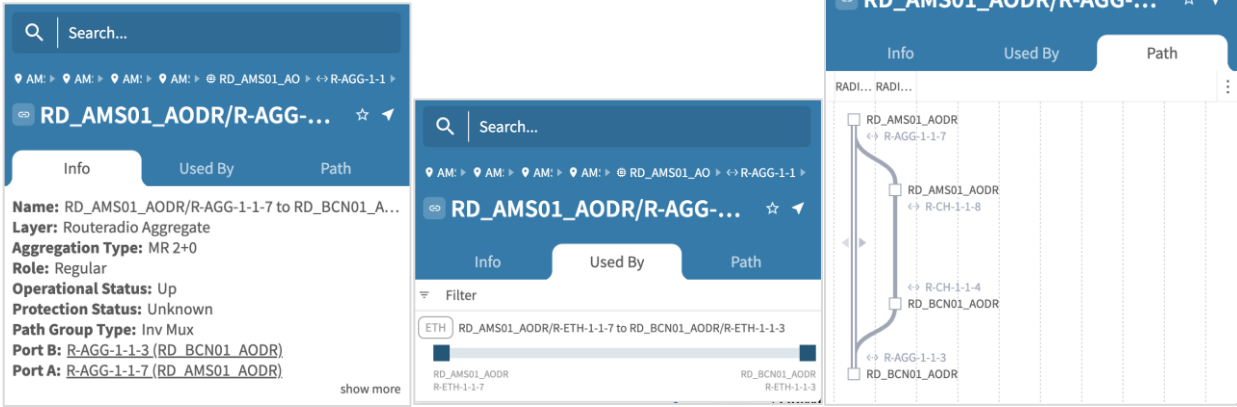 Search...
AM: AM: AM: AM: RD_AMS01_AO R-AGG-1-1
RD_AMS01_AODR/R-AGG-...
Info Used By Path
Name: RD_AMS01_AODR/R-AGG-1-1-7 to RD_BCN01_A...
Layer: Routeradio Aggregate
Aggregation Type: MR 2+0
Role: Regular
Operational Status: Up
Protection Status: Unknown
Path Group Type: Inv Mux
Port B: R-AGG-1-1-3 (RD_BCN01_AODR)
Port A: R-AGG-1-1-7 (RD_AMS01_AODR)
show more
Search...
AM: AM: AM: AM: RD_AMS01_AO R-AGG-1-1
RD_AMS01_AODR/R-AGG-...
Info Used By Path
Filter
ETH RD_AMS01_AODR/R-ETH-1-1-7 to RD_BCN01_AODR/R-ETH-1-1-3
RD_AMS01_AODR RD_BCN01_AODR
R-ETH-1-1-7 R-ETH-1-1-3
RD_AMS01_AODR/R-AGG-...
Info Used By Path
RADI... RADI...
RD_AMS01_AODR
R-AGG-1-1-7
RD_AMS01_AODR
R-CH-1-1-8
R-CH-1-1-4
RD_BCN01_AODR
R-AGG-1-1-3
RD_BCN01_AODR